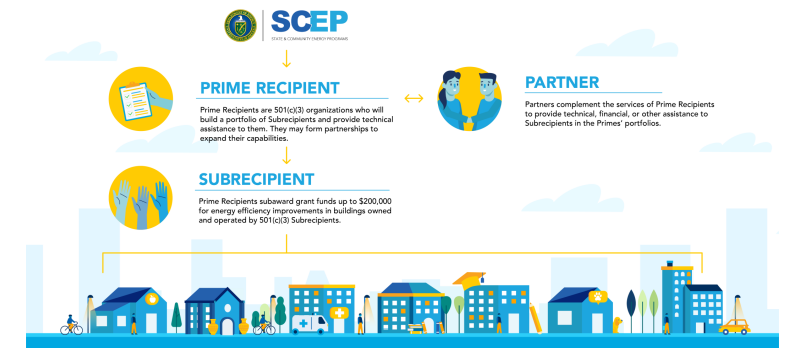 SCEP
STATE & COMMUNITY ENERGY PROGRAMS
PRIME RECIPIENT
Prime Recipients are 501(c)(3) organizations who will
build a portfolio of Subrecipients and provide technical
assistance to them. They may form partnerships to
expand their capabilities.
PARTNER
Partners complement the services of Prime Recipients
to provide technical, financial, or other assistance to
Subrecipients in the Primes' portfolios.
SUBRECIPIENT
Prime Recipients subaward grant funds up to $200,000
for energy efficiency improvements in buildings owned
and operated by 501(c)(3) Subrecipients.